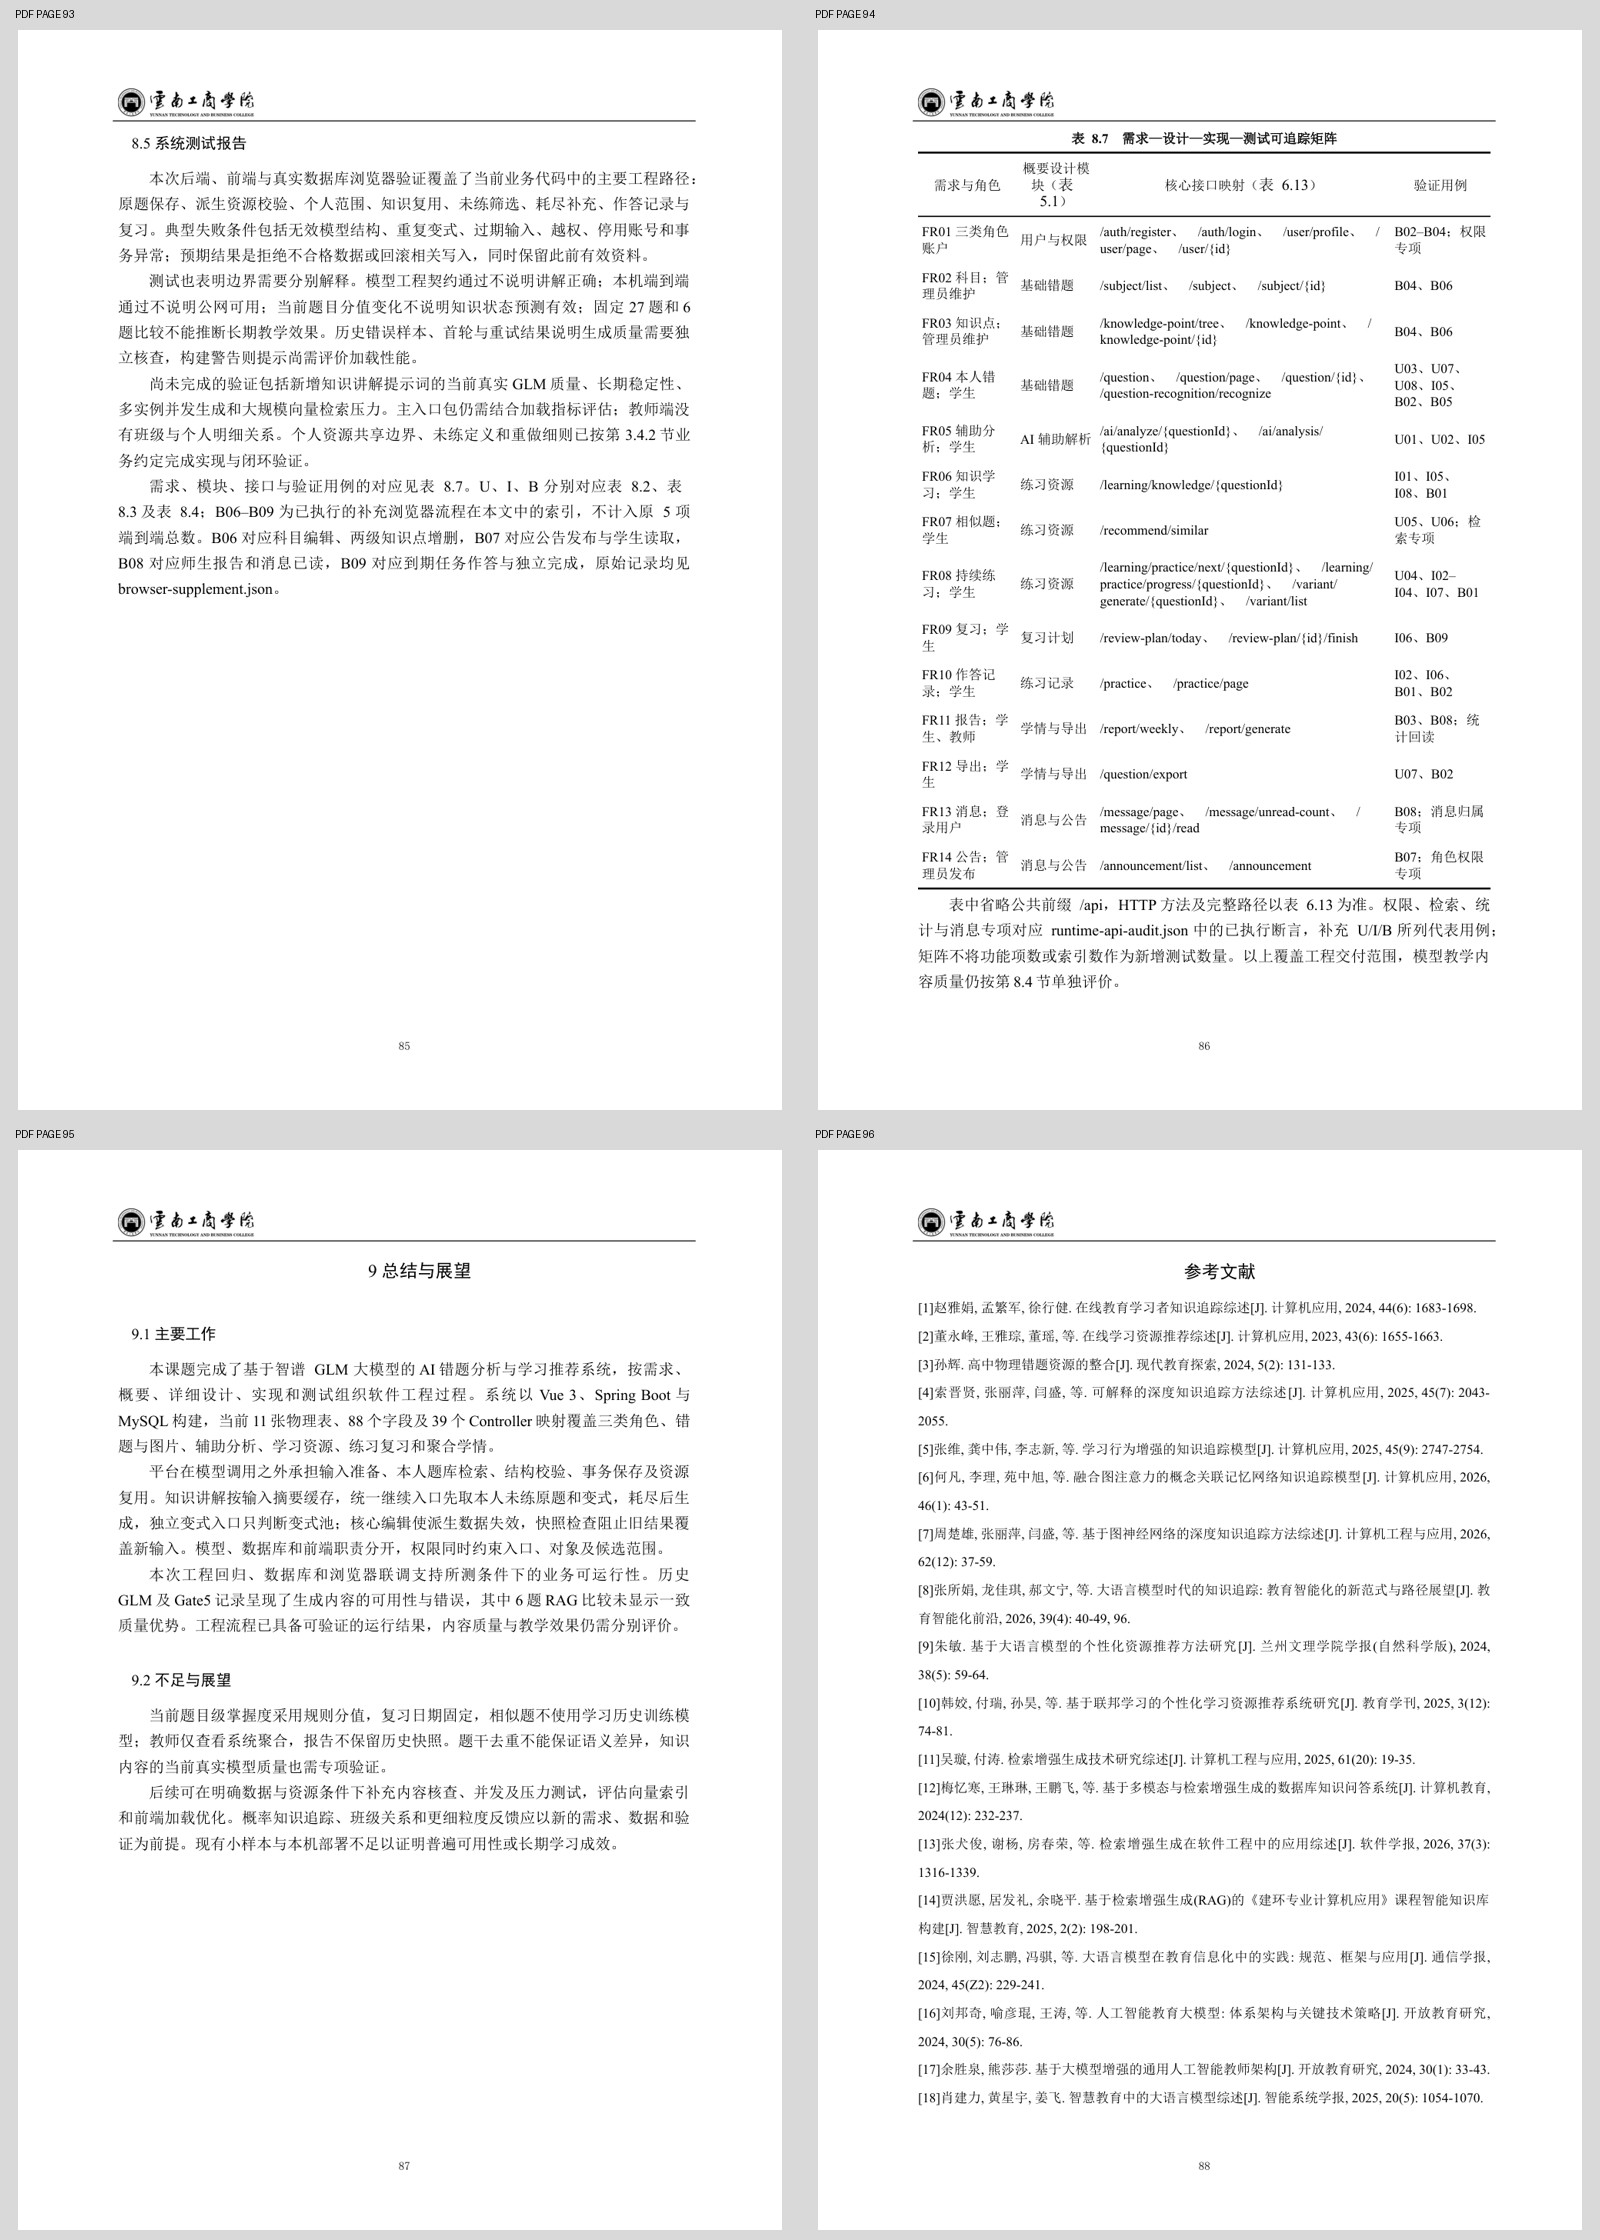 PDF PAGE 93
雲南工商學院
YUNNAN TECHNOLOGY AND BUSINESS COLLEGE
8.5 系统测试报告
本次后端、前端与真实数据库浏览器验证覆盖了当前业务代码中的主要工程路径：
原题保存、派生资源校验、个人范围、知识复用、未练筛选、耗尽补充、作答记录与
复习。典型失败条件包括无效模型结构、重复变式、过期输入、越权、停用账号和事
务异常；预期结果是拒绝不合格数据或回滚相关写入，同时保留此前有效资料。
测试也表明边界需要分别解释。模型工程契约通过不说明讲解正确；本机端到端
通过不说明公网可用；当前题目分值变化不说明知识状态预测有效；固定 27 题和 6
题比较不能推断长期教学效果。历史错误样本、首轮与重试结果说明生成质量需要独
立核查，构建警告则提示尚需评价加载性能。
尚未完成的验证包括新增知识讲解提示词的当前真实 GLM 质量、长期稳定性、
多实例并发生成和大规模向量检索压力。主入口包仍需结合加载指标评估；教师端没
有班级与个人明细关系。个人资源共享边界、未练定义和重做细则已按第 3.4.2 节业
务约定完成实现与闭环验证。
需求、模块、接口与验证用例的对应见表 8.7。U、I、B 分别对应表 8.2、表
8.3 及表 8.4；B06–B09 为已执行的补充浏览器流程在本文中的索引，不计入原 5 项
端到端总数。B06 对应科目编辑、两级知识点增删，B07 对应公告发布与学生读取，
B08 对应师生报告和消息已读，B09 对应到期任务作答与独立完成，原始记录均见
browser-supplement.json。
85
PDF PAGE 94
雲南工商學院
YUNNAN TECHNOLOGY AND BUSINESS COLLEGE
表 8.7 需求—设计—实现—测试可追踪矩阵
需求与角色 概要设计模块（表 5.1） 核心接口映射（表 6.13） 验证用例
FR01 三类角色账户 用户与权限 /auth/register、 /auth/login、 /user/profile、 /user/page、 /user/{id} B02–B04；权限专项
FR02 科目；管理员维护 基础错题 /subject/list、 /subject、 /subject/{id} B04、B06
FR03 知识点；管理员维护 基础错题 /knowledge-point/tree、 /knowledge-point、 /knowledge-point/{id} B04、B06
FR04 本人错题；学生 基础错题 /question、 /question/page、 /question/{id}、 /question-recognition/recognize U03、U07、U08、I05、B02、B05
FR05 辅助分析；学生 AI 辅助解析 /ai/analyze/{questionId}、 /ai/analysis/{questionId} U01、U02、I05
FR06 知识学习；学生 练习资源 /learning/knowledge/{questionId} I01、I05、I08、B01
FR07 相似题；学生 练习资源 /recommend/similar U05、U06；检索专项
FR08 持续练习；学生 练习资源 /learning/practice/next/{questionId}、 /learning/practice/progress/{questionId}、 /variant/generate/{questionId}、 /variant/list U04、I02–I04、I07、B01
FR09 复习；学生 复习计划 /review-plan/today、 /review-plan/{id}/finish I06、B09
FR10 作答记录；学生 练习记录 /practice、 /practice/page I02、I06、B01、B02
FR11 报告；学生、教师 学情与导出 /report/weekly、 /report/generate B03、B08；统计回读
FR12 导出；学生 学情与导出 /question/export U07、B02
FR13 消息；登录用户 消息与公告 /message/page、 /message/unread-count、 /message/{id}/read B08；消息归属专项
FR14 公告；管理员发布 消息与公告 /announcement/list、 /announcement B07；角色权限专项
表中省略公共前缀 /api，HTTP 方法及完整路径以表 6.13 为准。权限、检索、统
计与消息专项对应 runtime-api-audit.json 中的已执行断言，补充 U/I/B 所列代表用例；
矩阵不将功能项数或索引数作为新增测试数量。以上覆盖工程交付范围，模型教学内
容质量仍按第 8.4 节单独评价。
86
PDF PAGE 95
雲南工商學院
YUNNAN TECHNOLOGY AND BUSINESS COLLEGE
9 总结与展望
9.1 主要工作
本课题完成了基于智谱 GLM 大模型的 AI 错题分析与学习推荐系统，按需求、
概要、详细设计、实现和测试组织软件工程过程。系统以 Vue 3、Spring Boot 与
MySQL 构建，当前 11 张物理表、88 个字段及 39 个 Controller 映射覆盖三类角色、错
题与图片、辅助分析、学习资源、练习复习和聚合学情。
平台在模型调用之外承担输入准备、本人题库检索、结构校验、事务保存及资源
复用。知识讲解按输入摘要缓存，统一继续入口先取本人未练原题和变式，耗尽后生
成，独立变式入口只判断变式池；核心编辑使派生数据失效，快照检查阻止旧结果覆
盖新输入。模型、数据库和前端职责分开，权限同时约束入口、对象及候选范围。
本次工程回归、数据库和浏览器联调支持所测条件下的业务可运行性。历史
GLM 及 Gate5 记录呈现了生成内容的可用性与错误，其中 6 题 RAG 比较未显示一致
质量优势。工程流程已具备可验证的运行结果，内容质量与教学效果仍需分别评价。
9.2 不足与展望
当前题目级掌握度采用规则分值，复习日期固定，相似题不使用学习历史训练模
型；教师仅查看系统聚合，报告不保留历史快照。题干去重不能保证语义差异，知识
内容的当前真实模型质量也需专项验证。
后续可在明确数据与资源条件下补充内容核查、并发及压力测试，评估向量索引
和前端加载优化。概率知识追踪、班级关系和更细粒度反馈应以新的需求、数据和验
证为前提。现有小样本与本机部署不足以证明普遍可用性或长期学习成效。
87
PDF PAGE 96
雲南工商學院
YUNNAN TECHNOLOGY AND BUSINESS COLLEGE
参考文献
[1]赵雅娟, 孟繁军, 徐行健. 在线教育学习者知识追踪综述[J]. 计算机应用, 2024, 44(6): 1683-1698.
[2]董永峰, 王雅琮, 董瑶, 等. 在线学习资源推荐综述[J]. 计算机应用, 2023, 43(6): 1655-1663.
[3]孙辉. 高中物理错题资源的整合[J]. 现代教育探索, 2024, 5(2): 131-133.
[4]索晋贤, 张丽萍, 闫盛, 等. 可解释的深度知识追踪方法综述[J]. 计算机应用, 2025, 45(7): 2043-
2055.
[5]张维, 龚中伟, 李志新, 等. 学习行为增强的知识追踪模型[J]. 计算机应用, 2025, 45(9): 2747-2754.
[6]何凡, 李理, 苑中旭, 等. 融合图注意力的概念关联记忆网络知识追踪模型[J]. 计算机应用, 2026,
46(1): 43-51.
[7]周楚雄, 张丽萍, 闫盛, 等. 基于图神经网络的深度知识追踪方法综述[J]. 计算机工程与应用, 2026,
62(12): 37-59.
[8]张所娟, 龙佳琪, 郝文宁, 等. 大语言模型时代的知识追踪: 教育智能化的新范式与路径展望[J]. 教
育智能化前沿, 2026, 39(4): 40-49, 96.
[9]朱敏. 基于大语言模型的个性化资源推荐方法研究[J]. 兰州文理学院学报(自然科学版), 2024,
38(5): 59-64.
[10]韩姣, 付瑞, 孙昊, 等. 基于联邦学习的个性化学习资源推荐系统研究[J]. 教育学刊, 2025, 3(12):
74-81.
[11]吴璇, 付涛. 检索增强生成技术研究综述[J]. 计算机工程与应用, 2025, 61(20): 19-35.
[12]梅忆寒, 王琳琳, 王鹏飞, 等. 基于多模态与检索增强生成的数据库知识问答系统[J]. 计算机教育,
2024(12): 232-237.
[13]张犬俊, 谢杨, 房春荣, 等. 检索增强生成在软件工程中的应用综述[J]. 软件学报, 2026, 37(3):
1316-1339.
[14]贾洪愿, 居发礼, 余晓平. 基于检索增强生成(RAG)的《建环专业计算机应用》课程智能知识库
构建[J]. 智慧教育, 2025, 2(2): 198-201.
[15]徐刚, 刘志鹏, 冯骐, 等. 大语言模型在教育信息化中的实践: 规范、框架与应用[J]. 通信学报,
2024, 45(Z2): 229-241.
[16]刘邦奇, 喻彦琨, 王涛, 等. 人工智能教育大模型: 体系架构与关键技术策略[J]. 开放教育研究,
2024, 30(5): 76-86.
[17]余胜泉, 熊莎莎. 基于大模型增强的通用人工智能教师架构[J]. 开放教育研究, 2024, 30(1): 33-43.
[18]肖建力, 黄星宇, 姜飞. 智慧教育中的大语言模型综述[J]. 智能系统学报, 2025, 20(5): 1054-1070.
88